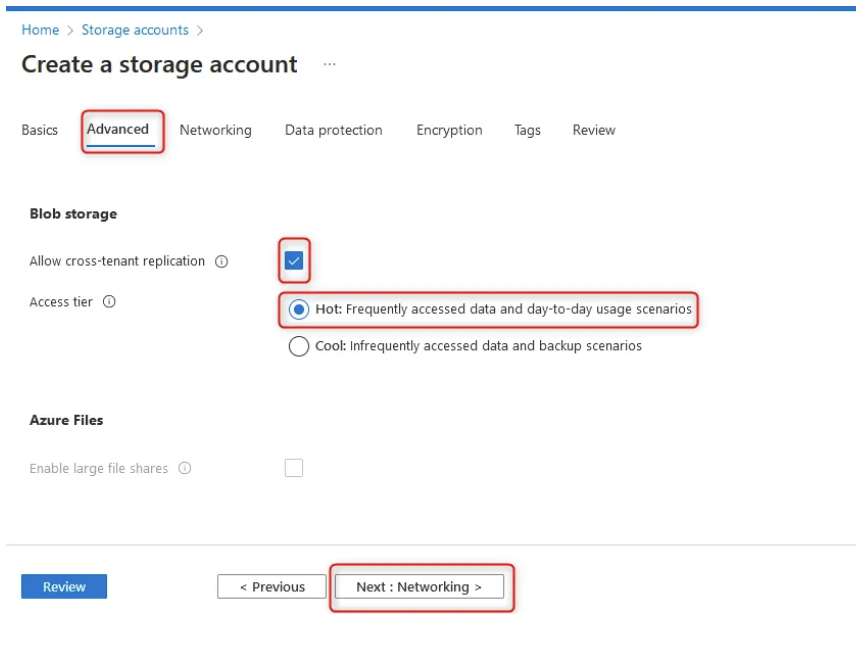 Home > Storage accounts >
Create a storage account ...
Basics Advanced Networking Data protection Encryption Tags Review
Blob storage
Allow cross-tenant replication
Access tier
Hot: Frequently accessed data and day-to-day usage scenarios
Cool: Infrequently accessed data and backup scenarios
Azure Files
Enable large file shares
Review < Previous Next : Networking >